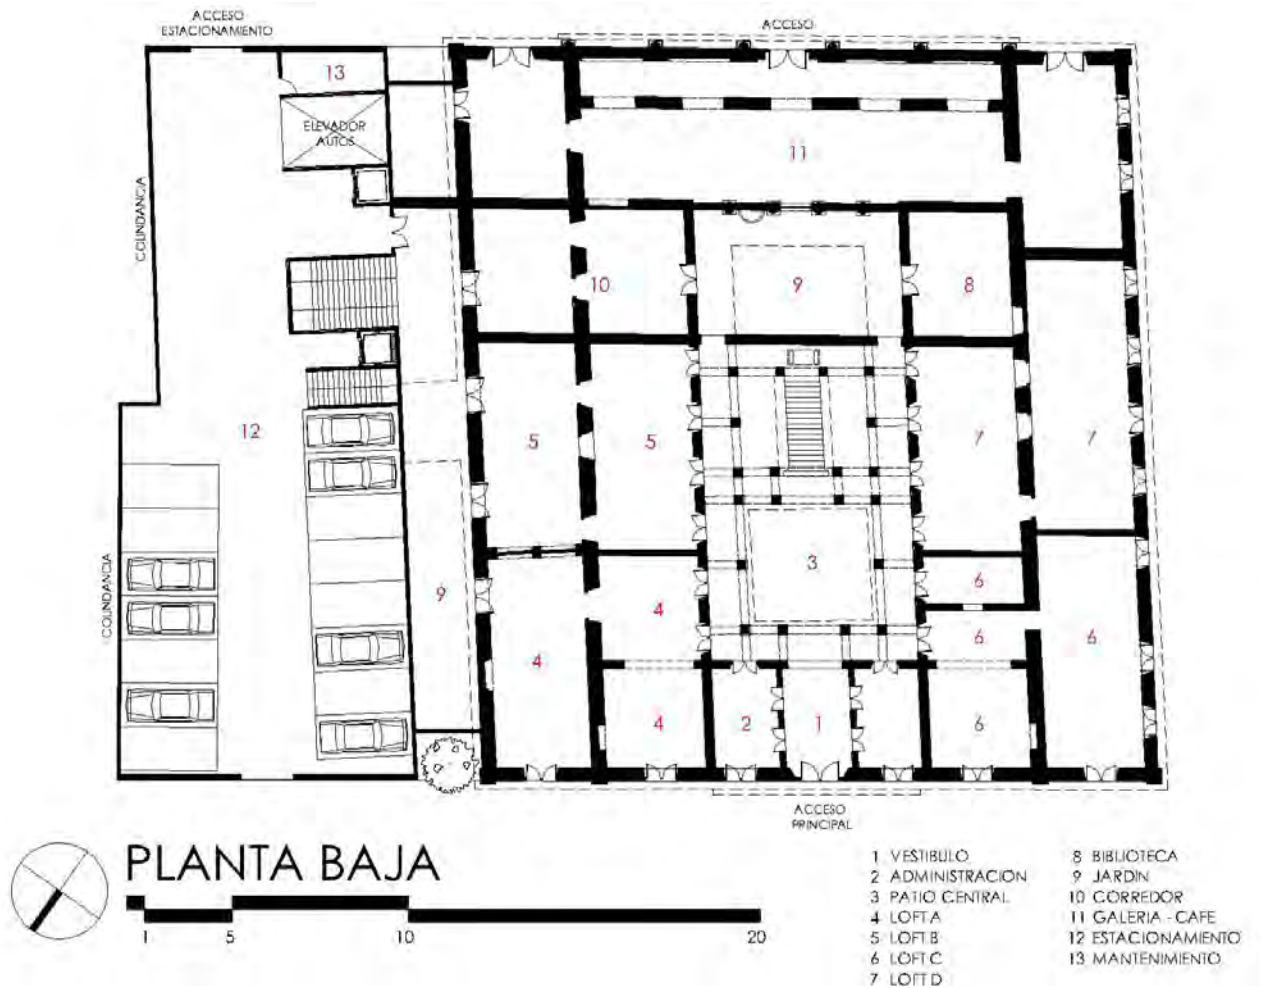 ACCESO
ESTACIONAMIENTO
ACCESO
13
ELEVADOR
AUTOS
11
COLINDANCIA
10
9
8
12
5
5
7
7
3
6
9
4
6
6
4
4
2
1
6
COLINDANCIA
ACCESO
PRINCIPAL
PLANTA BAJA
1 5 10 20
1 VESTIBULO
2 ADMINISTRACION
3 PATIO CENTRAL
4 LOFT A
5 LOFT B
6 LOFT C
7 LOFT D
8 BIBLIOTECA
9 JARDIN
10 CORREDOR
11 GALERIA - CAFE
12 ESTACIONAMIENTO
13 MANTENIMIENTO